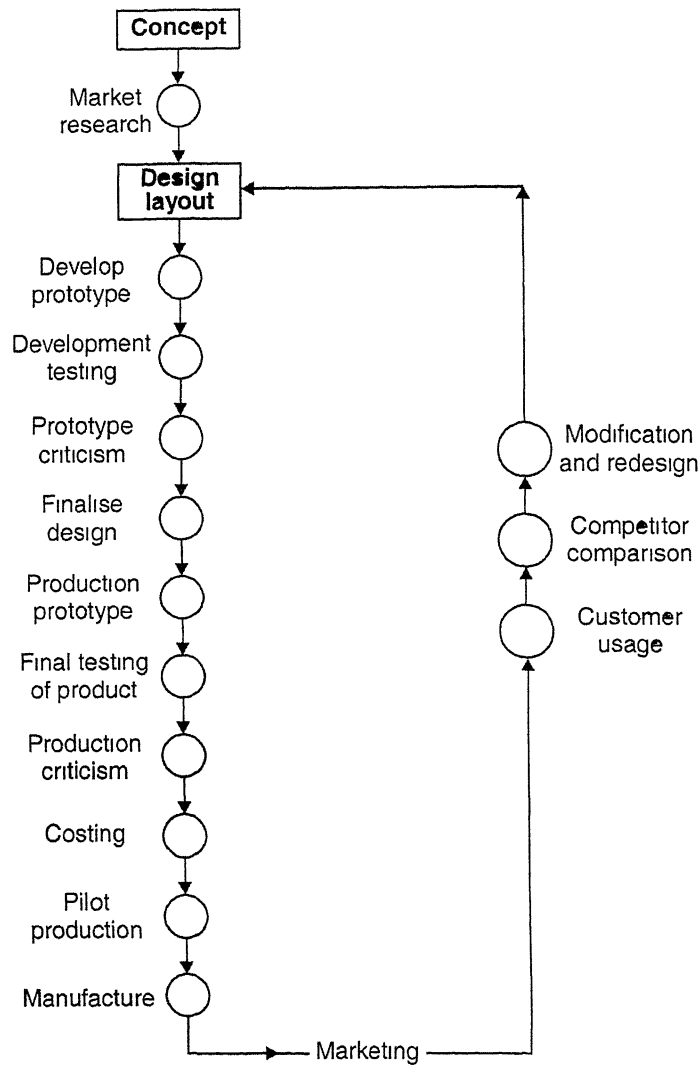 Concept
Market
research
Design
layout
Develop
prototype
Development
testing
Prototype
criticism
Finalise
design
Production
prototype
Final testing
of product
Production
criticism
Costing
Pilot
production
Manufacture
Marketing
Customer
usage
Competitor
comparison
Modification
and redesign